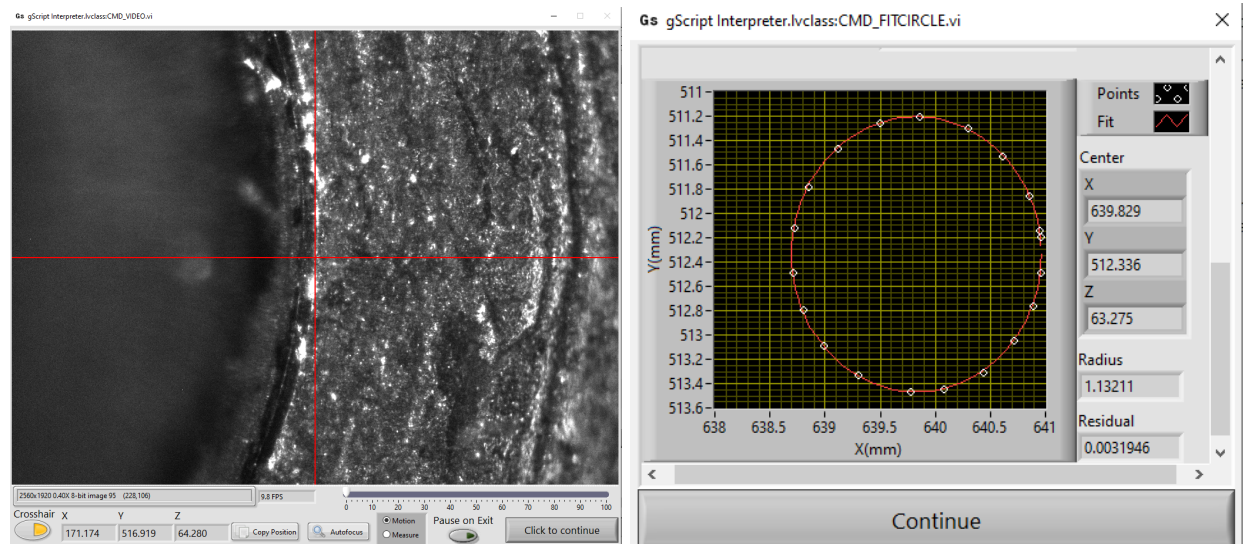 Gs gScript Interpreter.lvclass:CMD_VIDEO.vi
2560x1920 0.40X 8-bit image 95 (228,106)
9.8 FPS
0 10 20 30 40 50 60 70 80 90 100
Crosshair X Y Z
171.174 516.919 64.280
Copy Position
Autofocus
Motion
Measure
Pause on Exit
Click to continue
Gs gScript Interpreter.lvclass:CMD_FITCIRCLE.vi
Points
Fit
Y(mm)
511
511.2
511.4
511.6
511.8
512
512.2
512.4
512.6
512.8
513
513.2
513.4
513.6
638 638.5 639 639.5 640 640.5 641
X(mm)
Center
X
639.829
Y
512.336
Z
63.275
Radius
1.13211
Residual
0.0031946
Continue